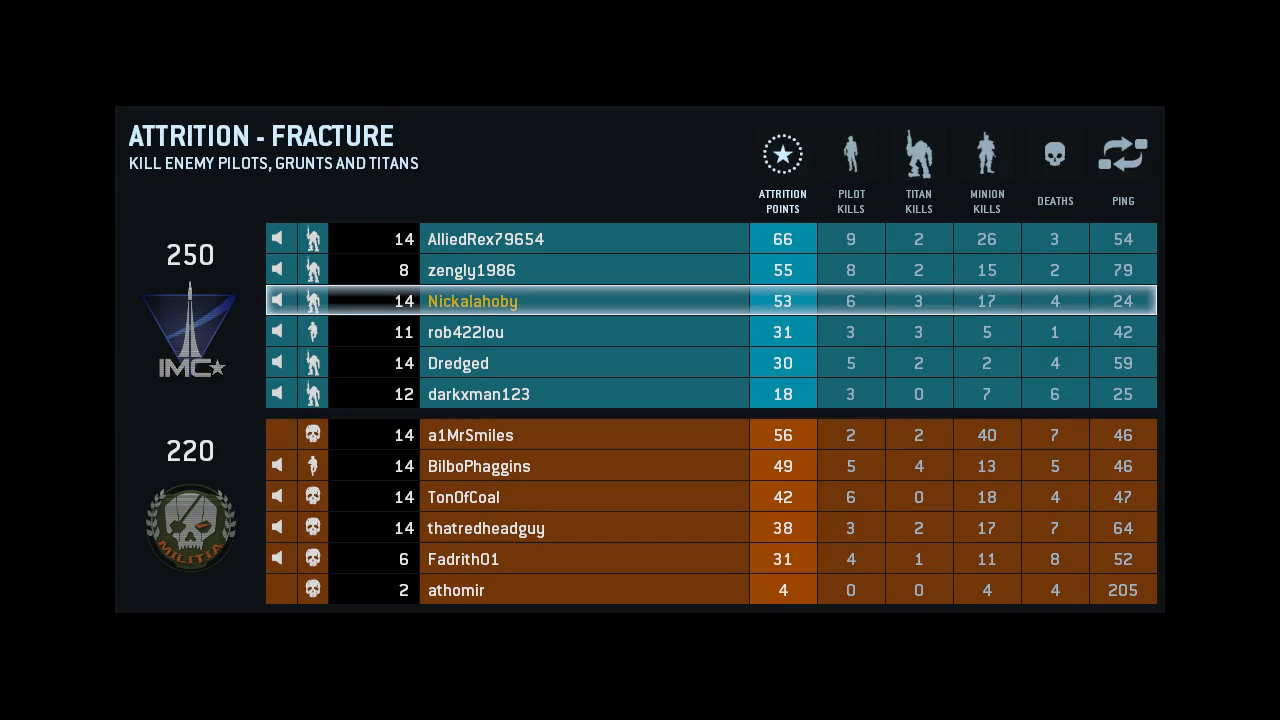 ATTRITION - FRACTURE
KILL ENEMY PILOTS, GRUNTS AND TITANS
ATTRITION POINTS PILOT KILLS TITAN KILLS MINION KILLS DEATHS PING
250
IMC
14 AlliedRex79654 66 9 2 26 3 54
8 zengly1986 55 8 2 15 2 79
14 Nickalahoby 53 6 3 17 4 24
11 rob422lou 31 3 3 5 1 42
14 Dredged 30 5 2 2 4 59
12 darkxman123 18 3 0 7 6 25
220
MILITIA
14 a1MrSmiles 56 2 2 40 7 46
14 BilboPhaggins 49 5 4 13 5 46
14 TonOfCoal 42 6 0 18 4 47
14 thatredheadguy 38 3 2 17 7 64
6 Fadrith01 31 4 1 11 8 52
2 athomir 4 0 0 4 4 205